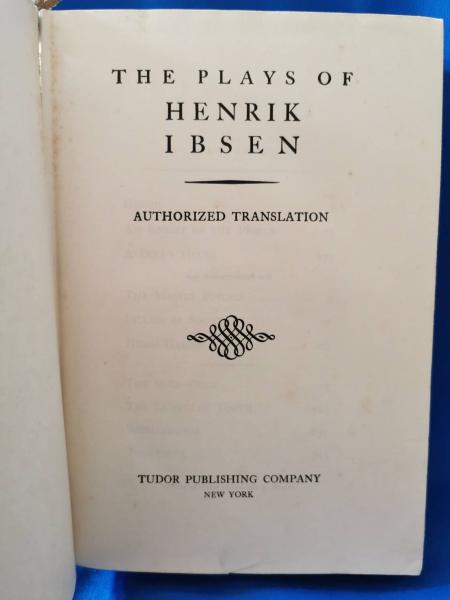 THE PLAYS OF
HENRIK
IBSEN
AUTHORIZED TRANSLATION
TUDOR PUBLISHING COMPANY
NEW YORK